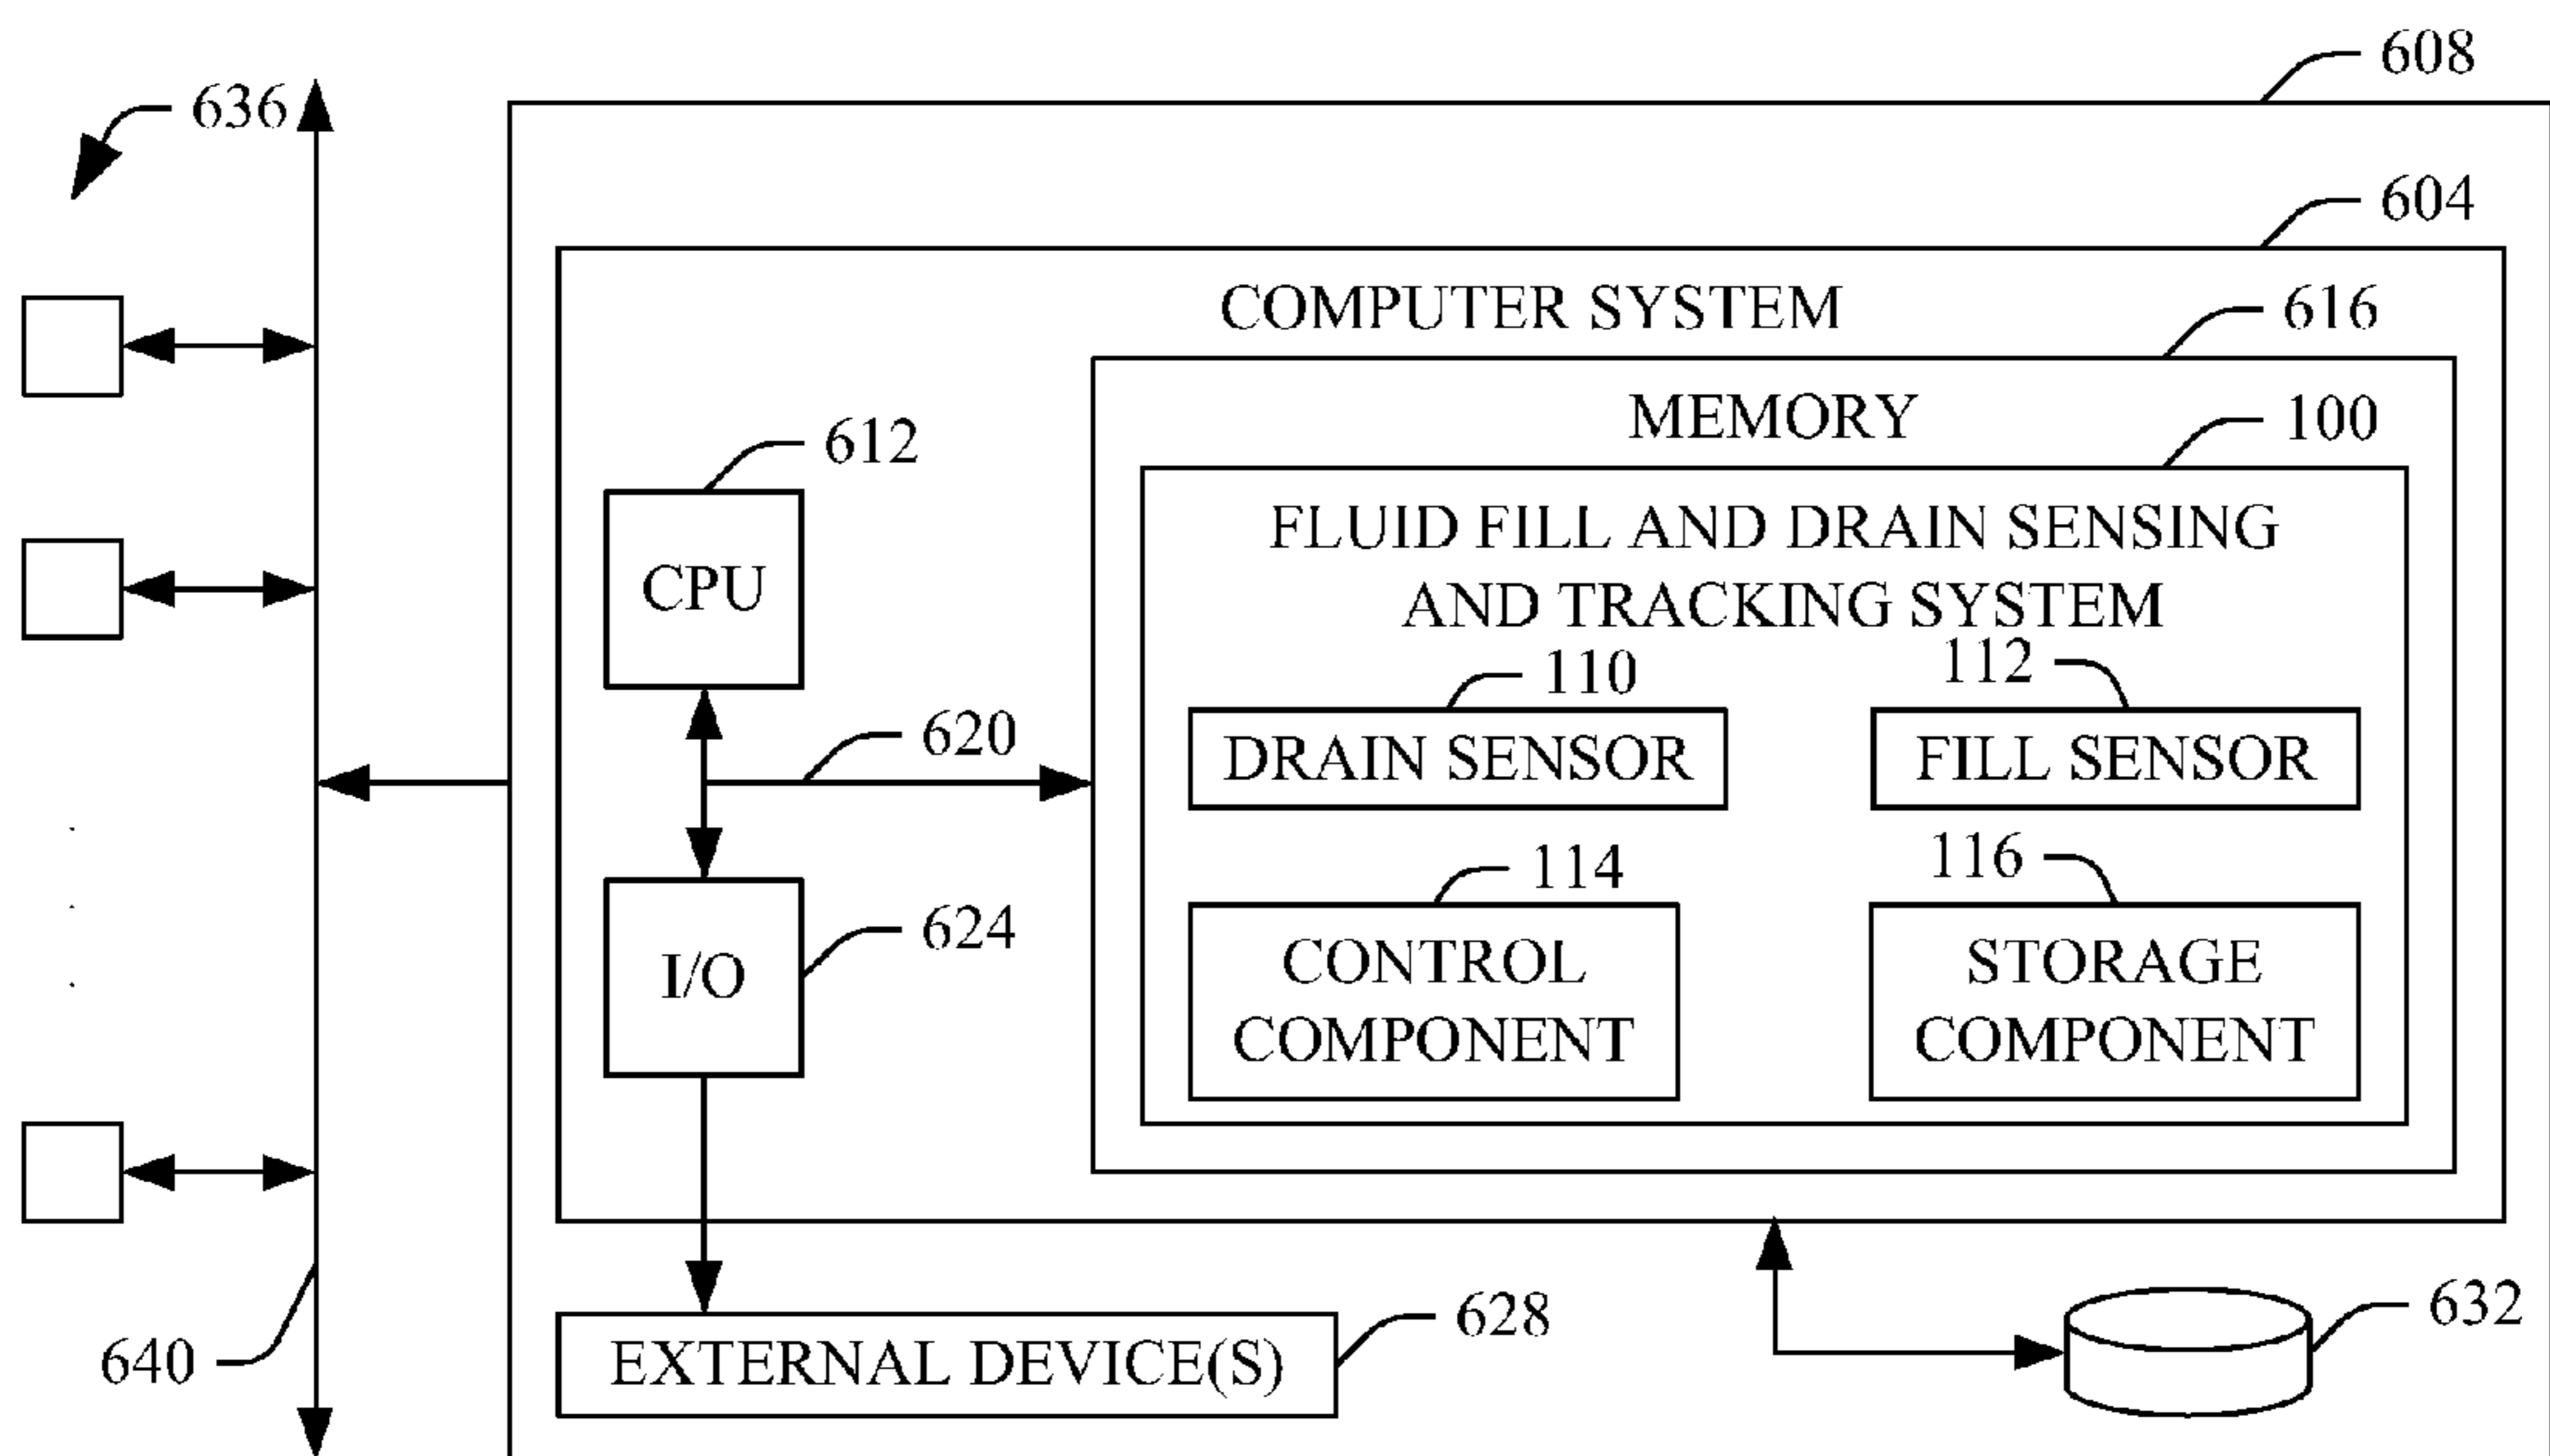 608
636
604
COMPUTER SYSTEM
616
MEMORY
100
612
FLUID FILL AND DRAIN SENSING
AND TRACKING SYSTEM
CPU
110
112
620
DRAIN SENSOR
FILL SENSOR
114
116
624
I/O
CONTROL
COMPONENT
STORAGE
COMPONENT
628
632
640
EXTERNAL DEVICE(S)